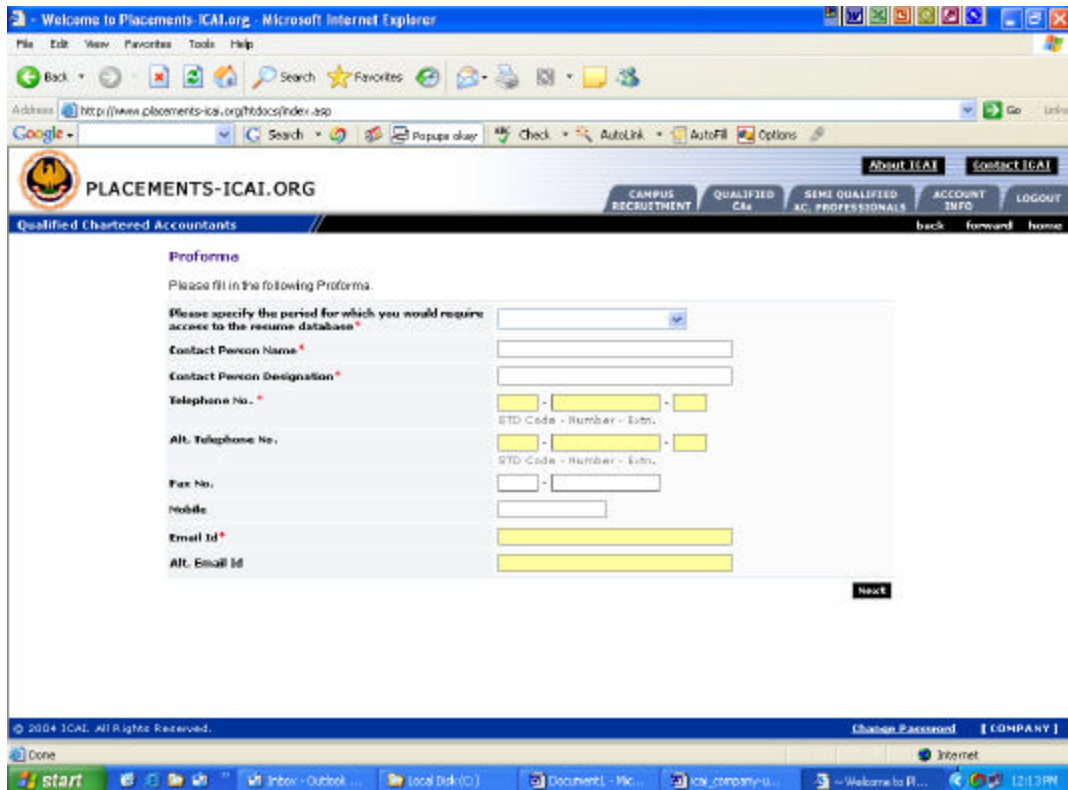 - Welcome to Placements-ICAI.org - Microsoft Internet Explorer
File Edit View Favorites Tools Help
Back Search Favorites
Address http://www.placements-icai.org/htdocs/index.asp Go Links
Google Search Popups okay Check AutoLink AutoFill Options
About ICAI Contact ICAI
PLACEMENTS-ICAI.ORG
CAMPUS RECRUITMENT QUALIFIED CAs SEMI QUALIFIED AC. PROFESSIONALS ACCOUNT INFO LOGOUT
Qualified Chartered Accountants back forward home
Proforma
Please fill in the following Proforma.
Please specify the period for which you would require
access to the resume database*
Contact Person Name*
Contact Person Designation*
Telephone No. * - -
STD Code - Number - Extn.
Alt. Telephone No. - -
STD Code - Number - Extn.
Fax No. -
Mobile
Email Id*
Alt. Email Id
Next
© 2004 ICAI. All Rights Reserved. Change Password [ COMPANY ]
Done Internet
start Inbox - Outlook ... Local Disk (C:) Document1 - Mic... icai_company-u... - Welcome to Pl... 12:13 PM